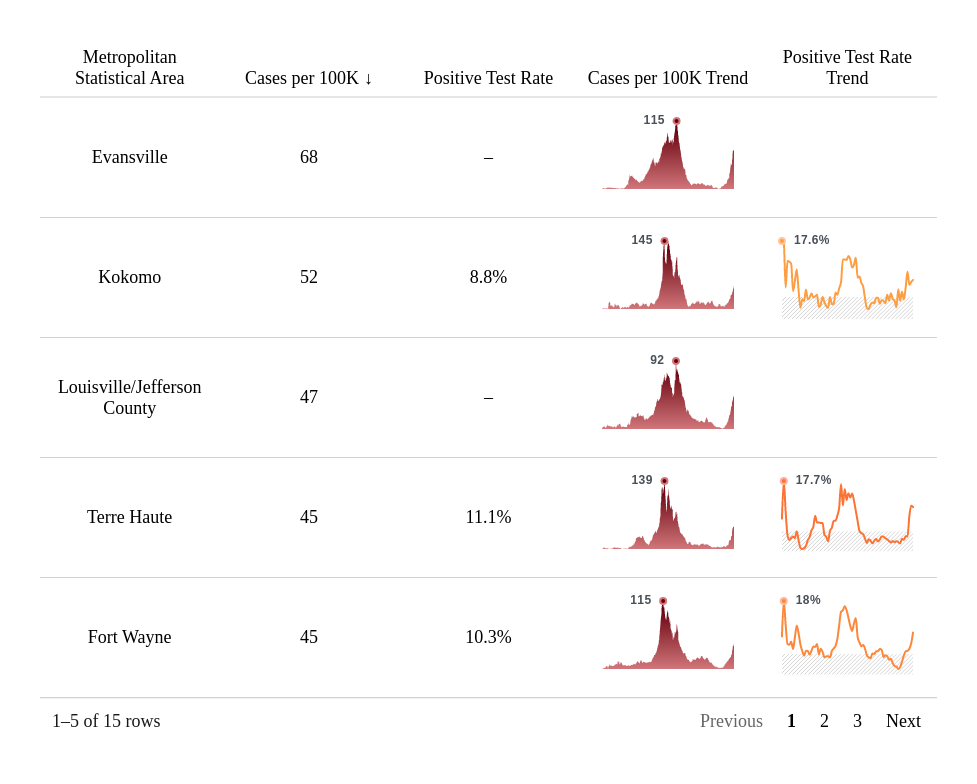 Metropolitan
Statistical Area
Cases per 100K ↓
Positive Test Rate
Cases per 100K Trend
Positive Test Rate
Trend
Evansville
68
–
115
Kokomo
52
8.8%
145
17.6%
Louisville/Jefferson
County
47
–
92
Terre Haute
45
11.1%
139
17.7%
Fort Wayne
45
10.3%
115
18%
1–5 of 15 rows
Previous 1 2 3 Next